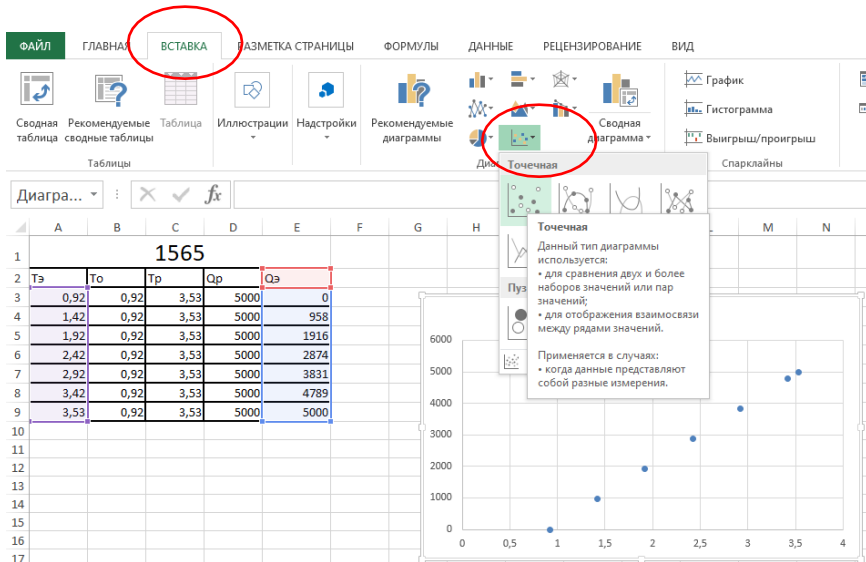 ФАЙЛ ГЛАВНАЯ ВСТАВКА РАЗМЕТКА СТРАНИЦЫ ФОРМУЛЫ ДАННЫЕ РЕЦЕНЗИРОВАНИЕ ВИД
Сводная таблица
Рекомендуемые сводные таблицы
Таблица
Иллюстрации
Надстройки
Рекомендуемые диаграммы
Сводная диаграмма
График
Гистограмма
Выигрыш/проигрыш
Таблицы
Спарклайны
Точечная
Диагра...
fx
Точечная
Данный тип диаграммы
используется:
• для сравнения двух и более
наборов значений или пар
значений;
• для отображения взаимосвязи
между рядами значений.
Применяется в случаях:
• когда данные представляют
собой разные измерения.
Пуз
A B C D E F G H M N
1 1565
2 Тэ То Тр Qр Qэ
3 0,92 0,92 3,53 5000 0
4 1,42 0,92 3,53 5000 958
5 1,92 0,92 3,53 5000 1916
6 2,42 0,92 3,53 5000 2874
7 2,92 0,92 3,53 5000 3831
8 3,42 0,92 3,53 5000 4789
9 3,53 0,92 3,53 5000 5000
10
11
12
13
14
15
16
17
6000
5000
4000
3000
2000
1000
0
0 0,5 1 1,5 2 2,5 3 3,5 4